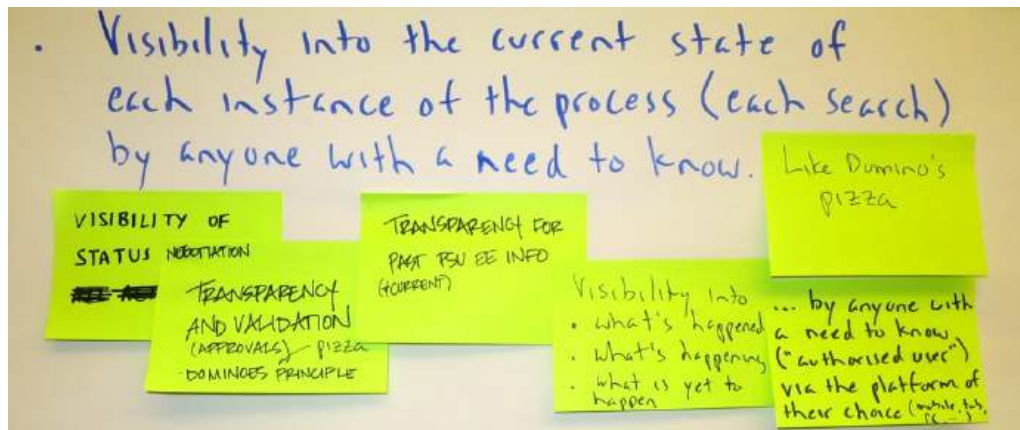 . Visibility into the current state of
each instance of the process (each search)
by anyone with a need to know.
VISIBILITY OF
STATUS
NEGOTIATION
TRANSPARENCY
AND VALIDATION
(APPROVALS) PIZZA
DOMINOES PRINCIPLE
TRANSPARENCY FOR
PAST PSU EE INFO
(+CURRENT)
Visibility into
• what's happened
• what's happening
• what is yet to
happen
Like Domino's
pizza
... by anyone with
a need to know
("authorised user")
via the platform of
their choice (mobile, tab,